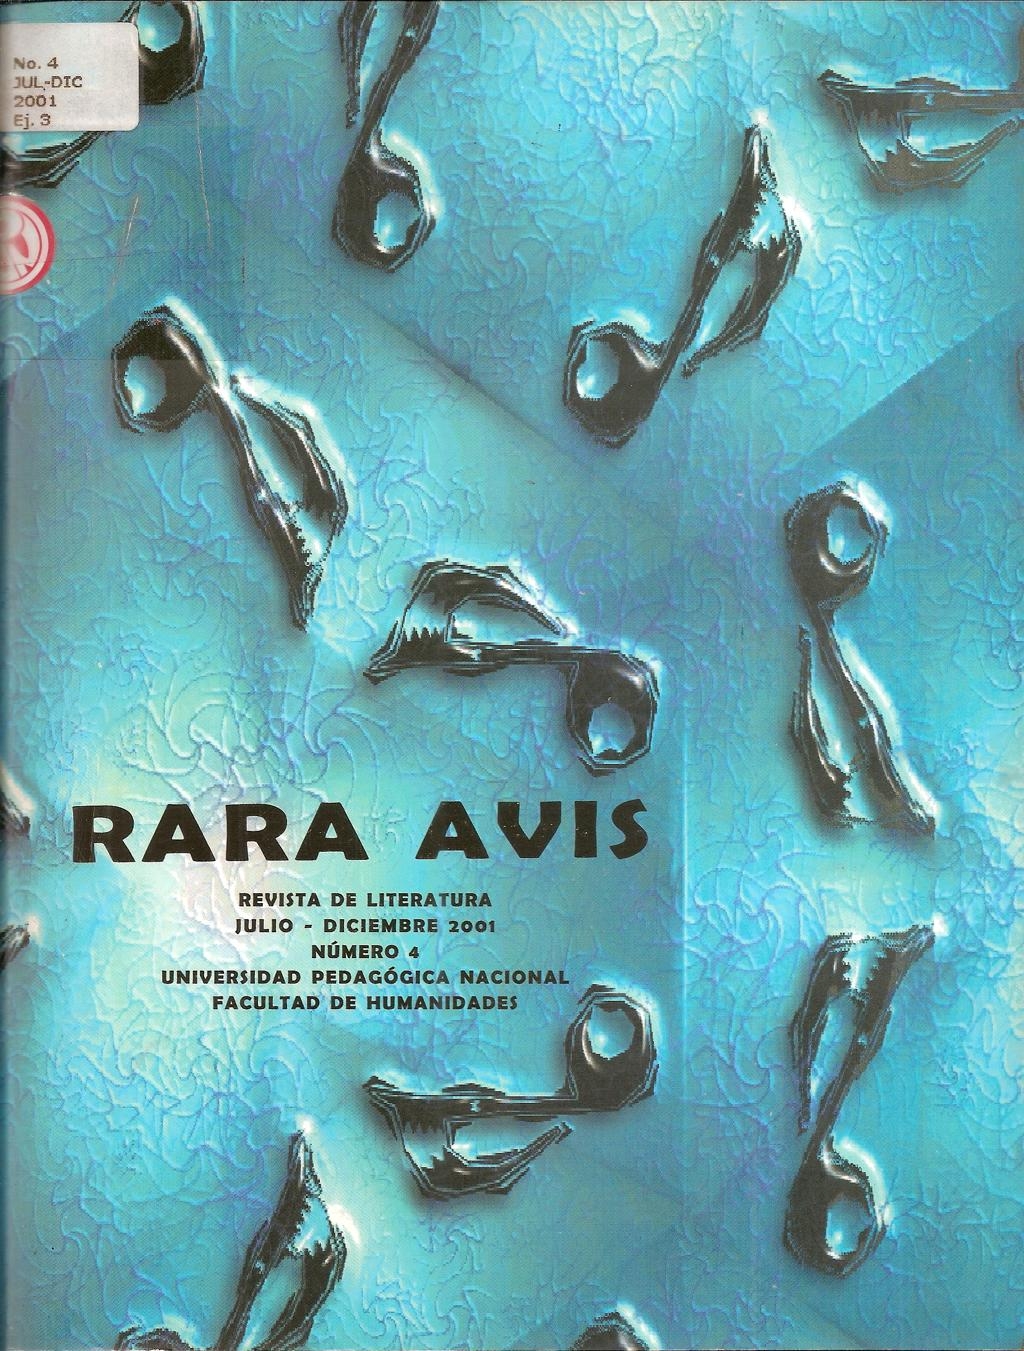 No. 4
JUL-DIC
2001
Ej. 3
RARA AVIS
REVISTA DE LITERATURA
JULIO - DICIEMBRE 2001
NÚMERO 4
UNIVERSIDAD PEDAGÓGICA NACIONAL
FACULTAD DE HUMANIDADES